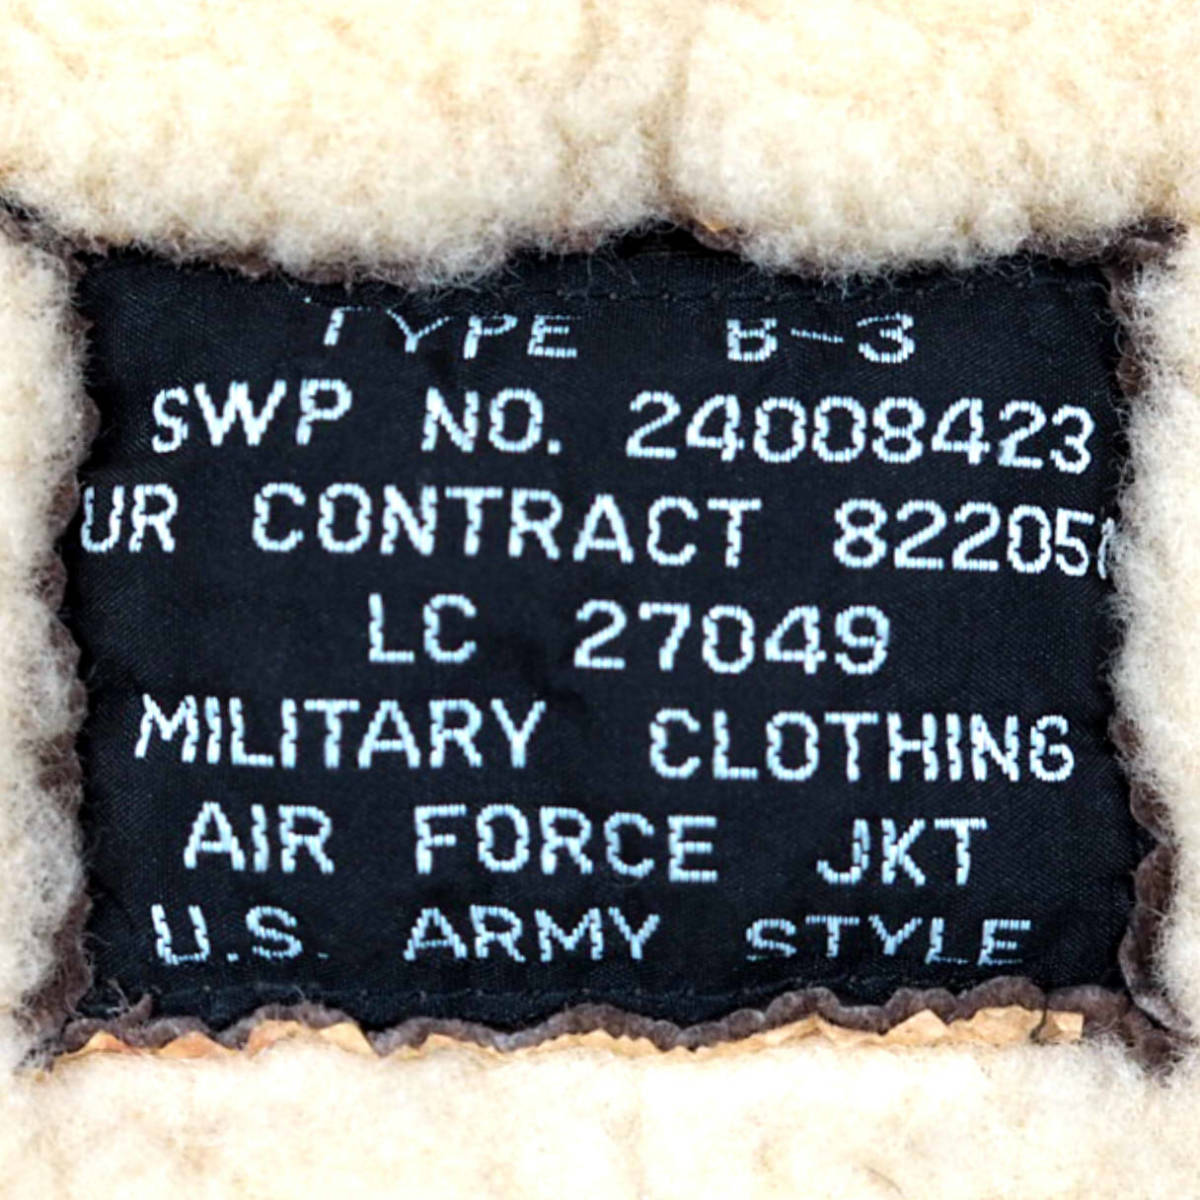 TYPE B-3
SWP NO. 24008423
UR CONTRACT 82205
LC 27049
MILITARY CLOTHING
AIR FORCE JKT
U.S. ARMY STYLE